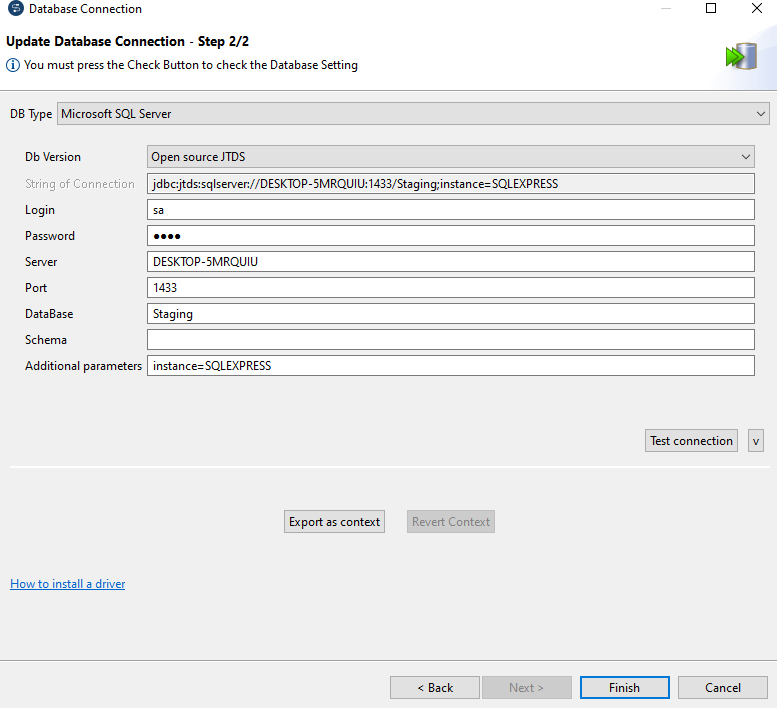 Database Connection
Update Database Connection - Step 2/2
You must press the Check Button to check the Database Setting
DB Type Microsoft SQL Server
Db Version Open source JTDS
String of Connection jdbc:jtds:sqlserver://DESKTOP-5MRQUIU:1433/Staging;instance=SQLEXPRESS
Login sa
Password ●●●●
Server DESKTOP-5MRQUIU
Port 1433
DataBase Staging
Schema
Additional parameters instance=SQLEXPRESS
Test connection v
Export as context Revert Context
How to install a driver
< Back Next > Finish Cancel